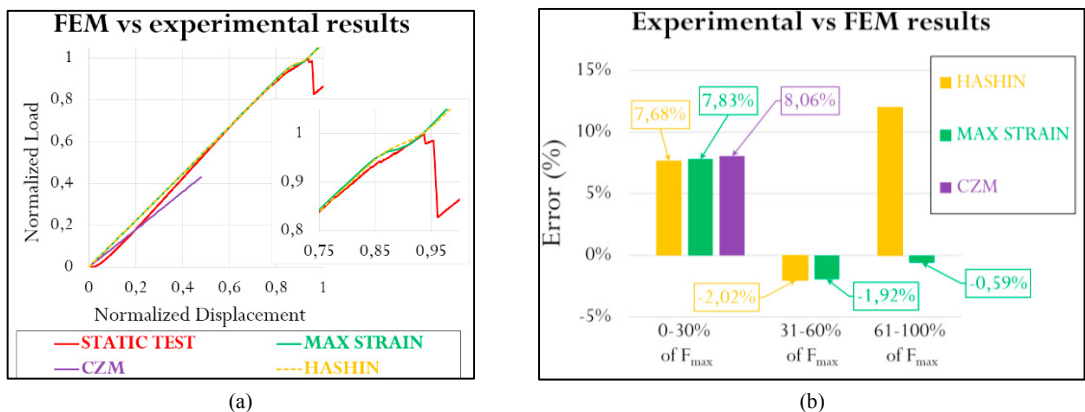 FEM vs experimental results
Normalized Load
1
0,8
0,6
0,4
0,2
0
0 0,2 0,4 0,6 0,8 1
Normalized Displacement
1
0,9
0,8
0,75 0,85 0,95
STATIC TEST MAX STRAIN
CZM HASHIN
(a)
Experimental vs FEM results
Error (%)
15%
10%
5%
0%
-5%
7,68% 7,83% 8,06%
-2,02% -1,92% -0,59%
HASHIN
MAX STRAIN
CZM
0-30% 31-60% 61-100%
of Fmax of Fmax of Fmax
(b)